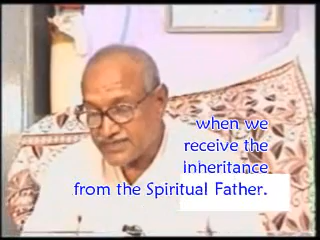 when we
receive the
inheritance
from the Spiritual Father.